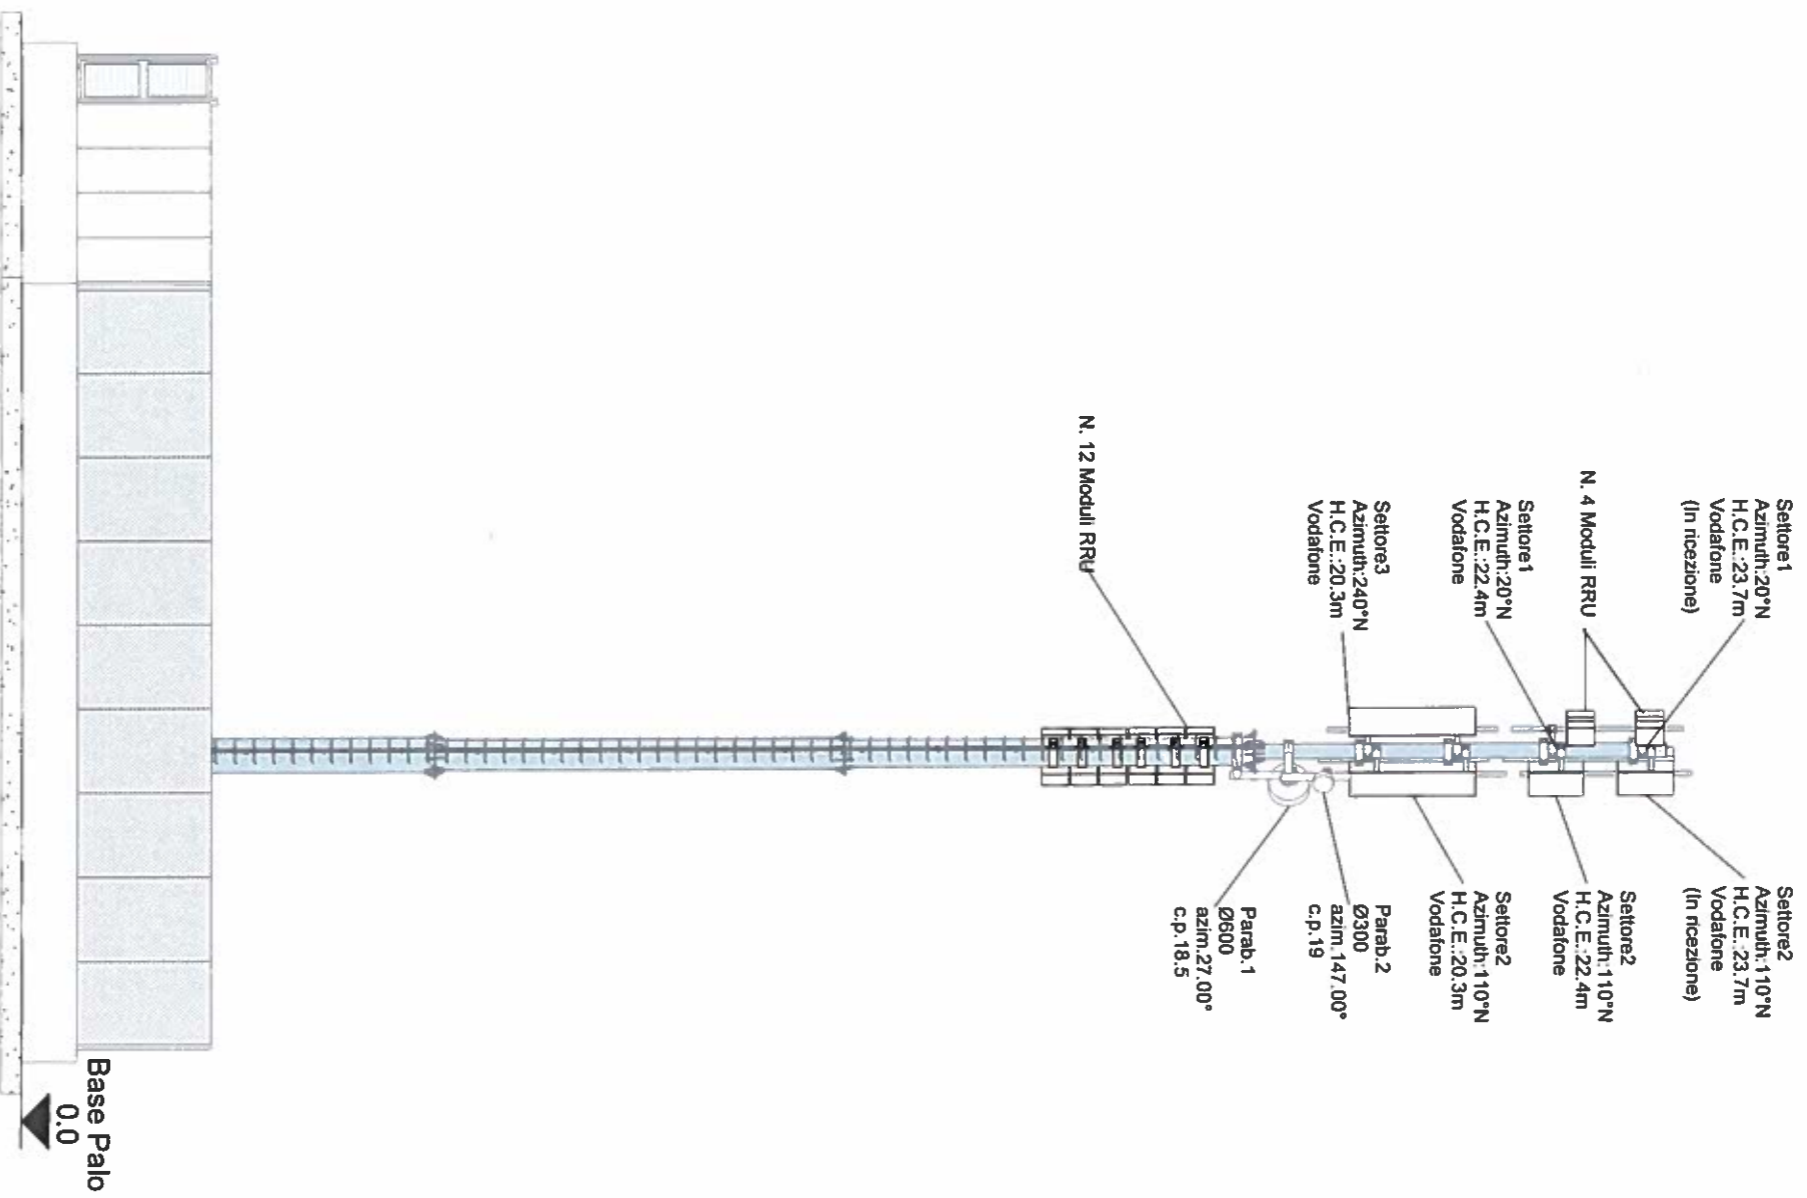 Settore1
Azimuth:20°N
H.C.E.:23.7m
Vodafone
(In ricezione)
N. 4 Moduli RRU
Settore1
Azimuth:20°N
H.C.E.:22.4m
Vodafone
Settore3
Azimuth:240°N
H.C.E.:20.3m
Vodafone
N. 12 Moduli RRU
Settore2
Azimuth:110°N
H.C.E.:23.7m
Vodafone
(In ricezione)
Settore2
Azimuth:110°N
H.C.E.:22.4m
Vodafone
Settore2
Azimuth:110°N
H.C.E.:20.3m
Vodafone
Parab.2
Ø300
azim.147.00°
c.p.19
Parab.1
Ø600
azim.27.00°
c.p.18.5
Base Palo
0.0